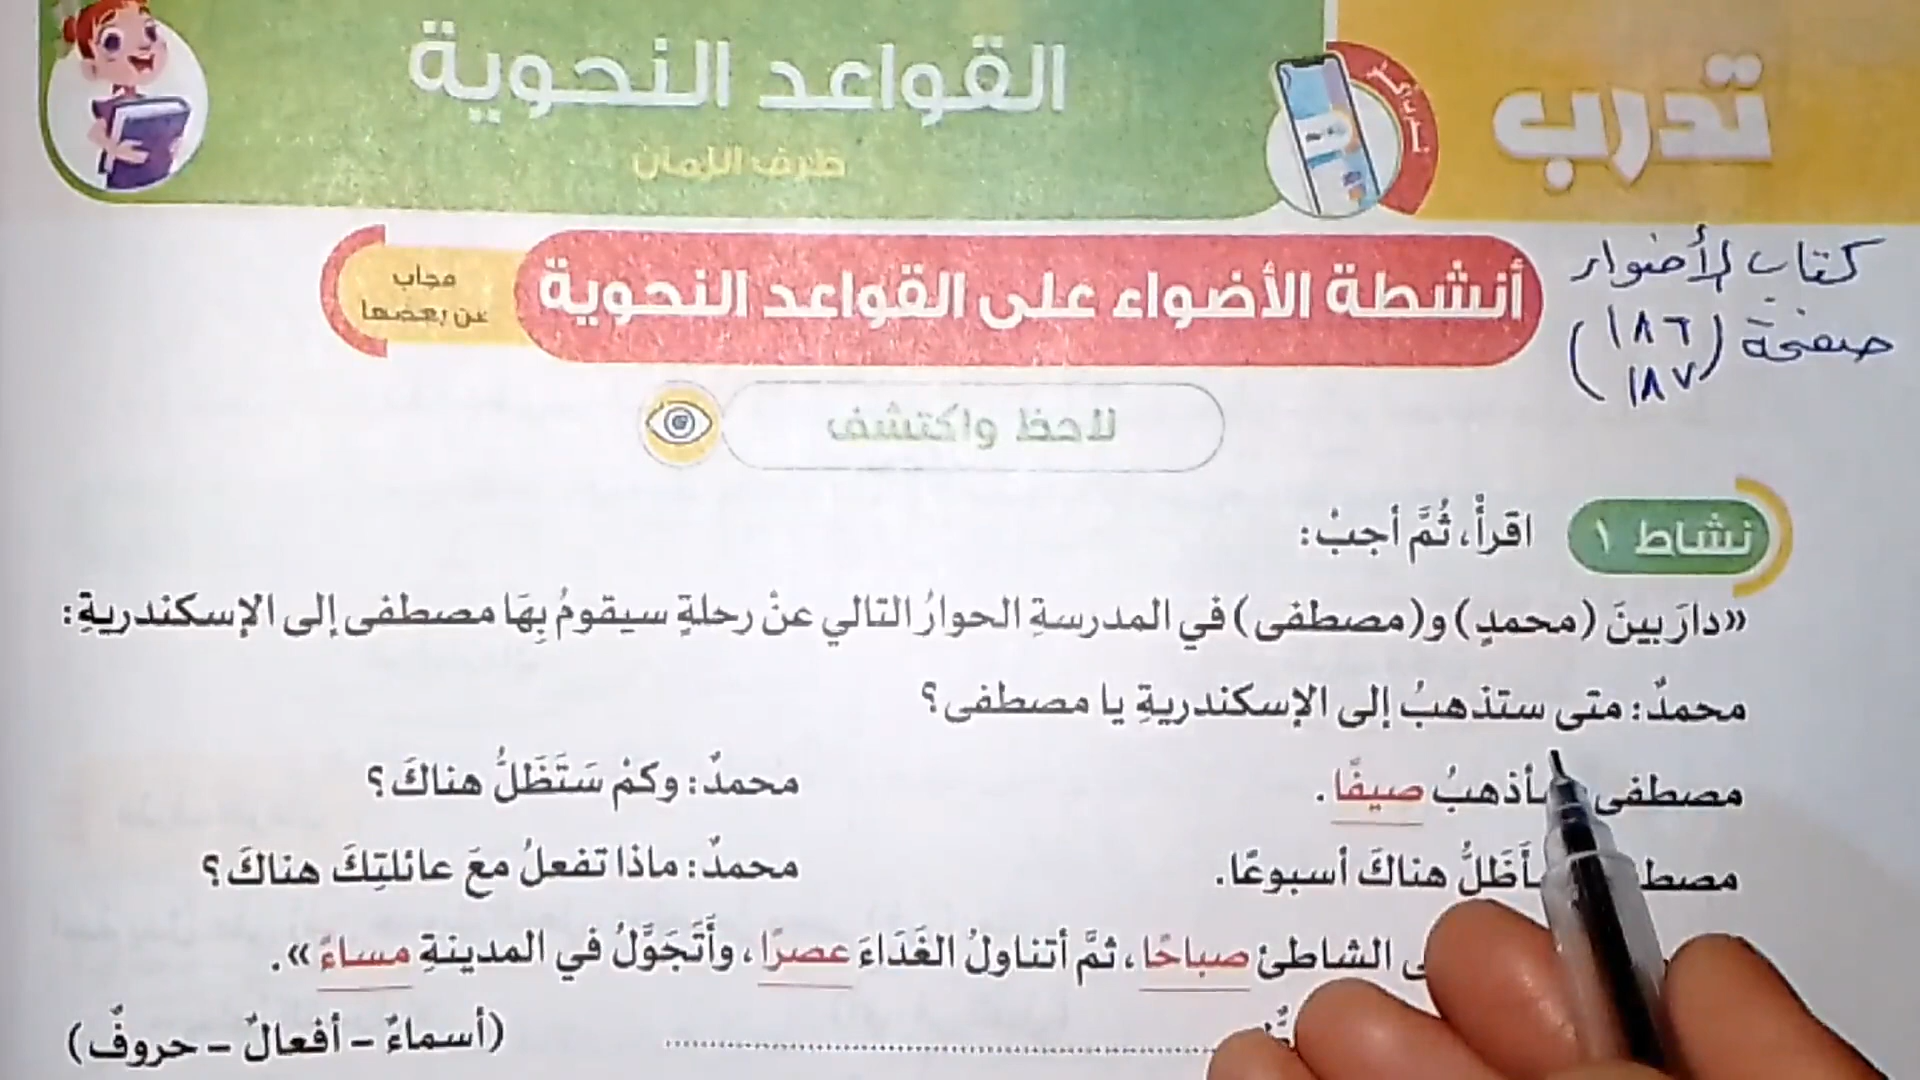 تدرب
القواعد النحوية
ظرف الزمان
تدرب أكثر
كتاب الأضواء
صفحة (١٨٦
١٨٧)
أنشطة الأضواء على القواعد النحوية
مجاب
عن بعضها
لاحظ واكتشف
نشاط ١ اقرأْ، ثُمَّ أجبْ:
«دارَ بينَ (محمدٍ) و(مصطفى) في المدرسةِ الحوارُ التالي عنْ رحلةٍ سيقومُ بِهَا مصطفى إلى الإسكندريةِ:
محمدٌ: متى ستذهبُ إلى الإسكندريةِ يا مصطفى؟
مصطفى أذهبُ صيفًا. محمدٌ: وكمْ سَتَظَلُّ هناكَ؟
أَظَلُّ هناكَ أسبوعًا. محمدٌ: ماذا تفعلُ معَ عائلتِكَ هناكَ؟
الشاطئ صباحًا، ثمَّ أتناولُ الغَدَاءَ عصرًا، وأَتَجَوَّلُ في المدينةِ مساءً».
(أسماءٌ – أفعالٌ – حروفٌ)